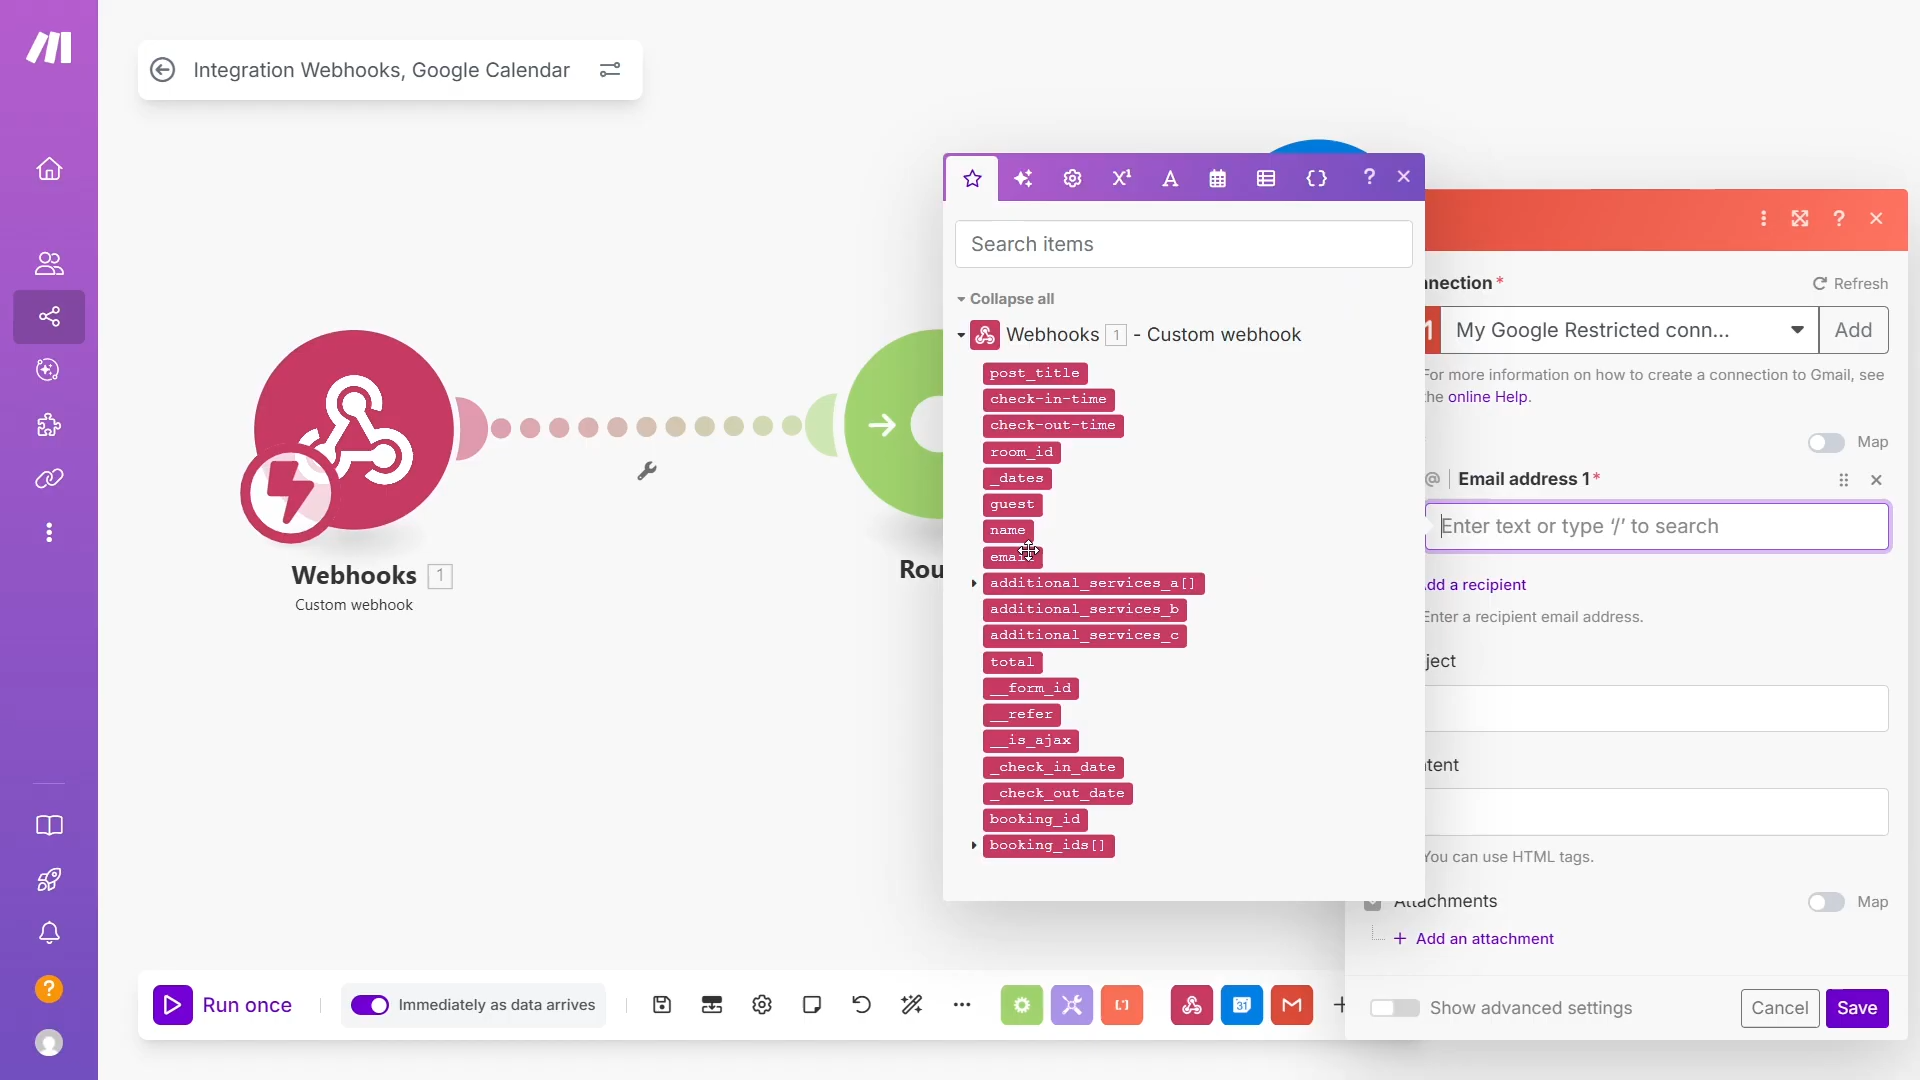 Integration Webhooks, Google Calendar
Webhooks 1
Custom webhook
Rou
Search items
Collapse all
Webhooks 1 - Custom webhook
post_title
check-in-time
check-out-time
room_id
_dates
guest
name
email
additional_services_a[]
additional_services_b
additional_services_c
total
__form_id
__refer
__is_ajax
_check_in_date
_check_out_date
booking_id
booking_ids[]
nnection*
Refresh
My Google Restricted conn...
Add
For more information on how to create a connection to Gmail, see
the online Help.
Map
@ Email address 1*
Enter text or type ‘/’ to search
dd a recipient
Enter a recipient email address.
ject
tent
You can use HTML tags.
Attachments
Map
+ Add an attachment
Show advanced settings
Cancel
Save
Run once
Immediately as data arrives
31